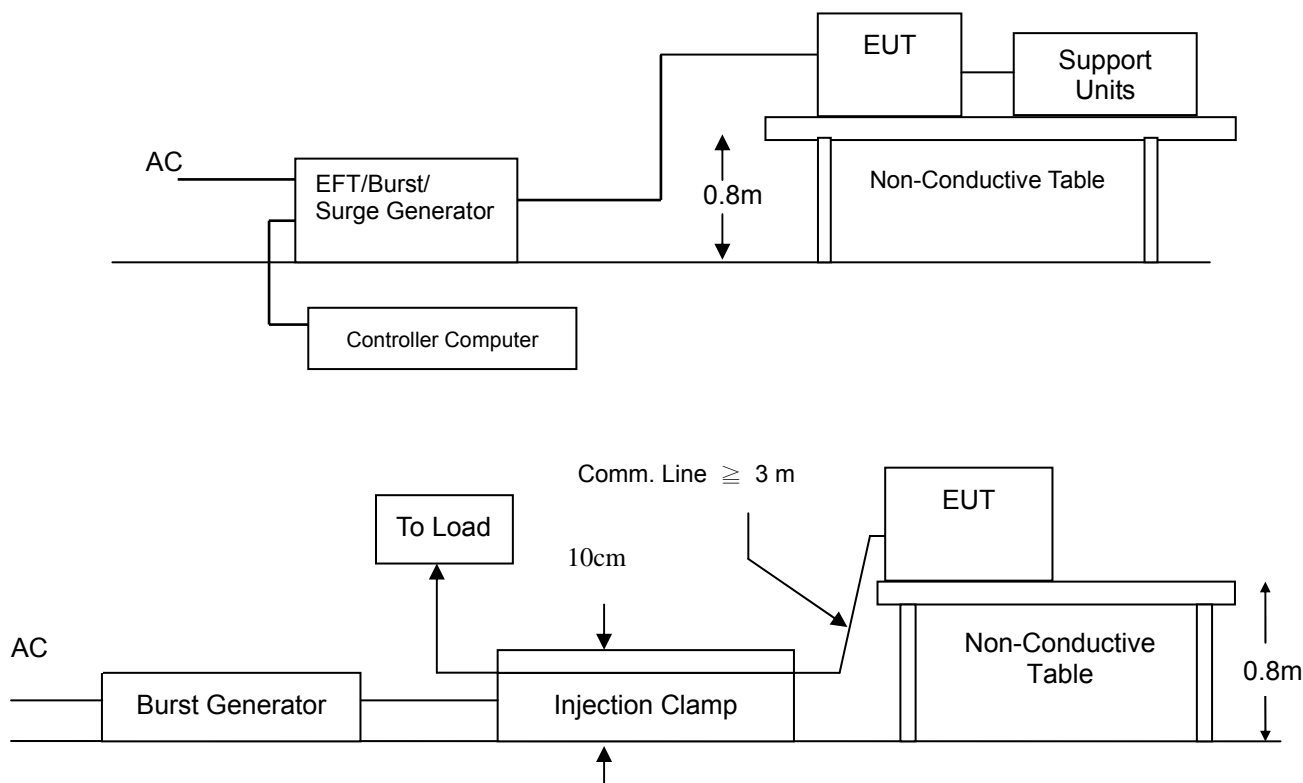 EUT
Support
Units
AC
EFT/Burst/
Surge Generator
0.8m
Non-Conductive Table
Controller Computer
Comm. Line ≧ 3 m
EUT
To Load
10cm
AC
Non-Conductive
Table
0.8m
Burst Generator
Injection Clamp